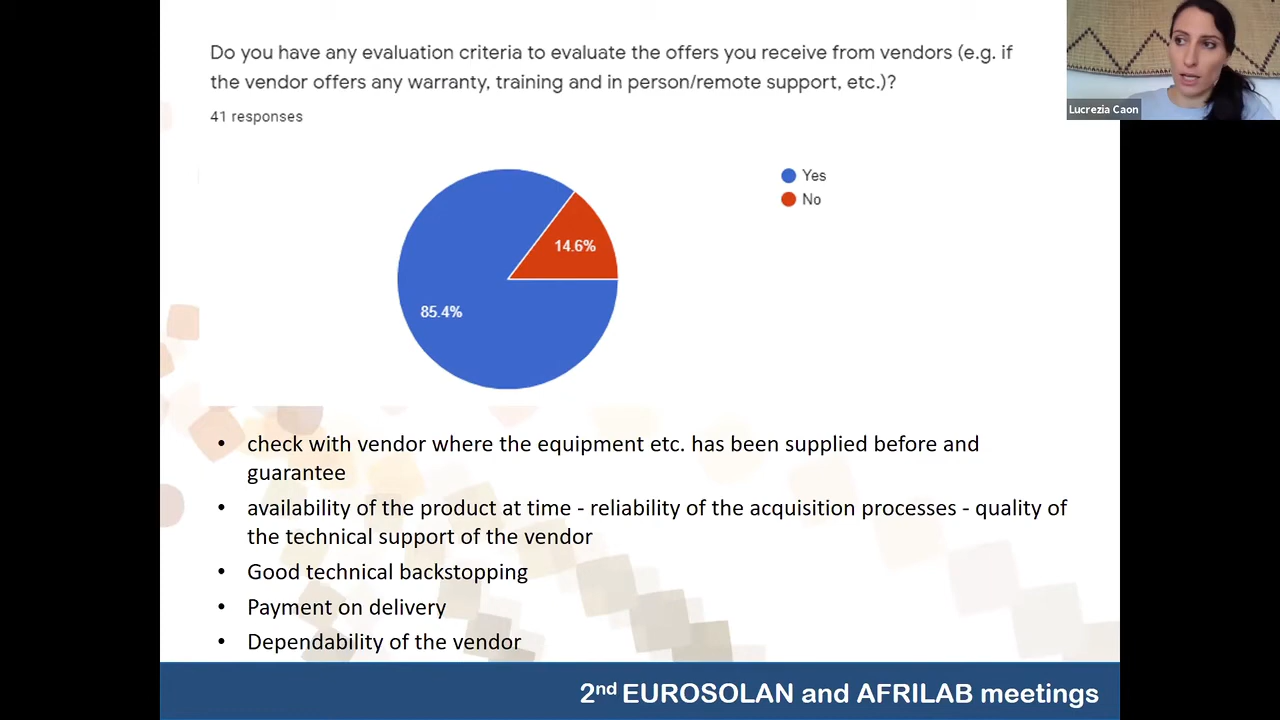 Do you have any evaluation criteria to evaluate the offers you receive from vendors (e.g. if
the vendor offers any warranty, training and in person/remote support, etc.)?
41 responses
Yes
No
14.6%
85.4%
Lucrezia Caon
• check with vendor where the equipment etc. has been supplied before and
guarantee
• availability of the product at time - reliability of the acquisition processes - quality of
the technical support of the vendor
• Good technical backstopping
• Payment on delivery
• Dependability of the vendor
2nd EUROSOLAN and AFRILAB meetings